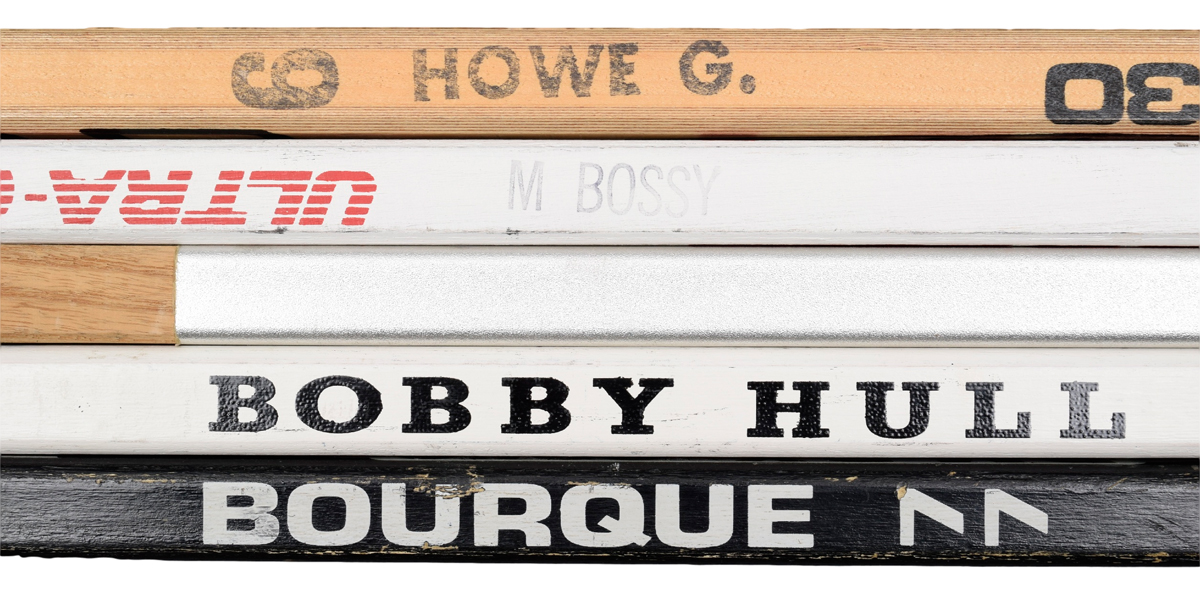 9 HOWE G. 30
ULTRA- M BOSSY
BOBBY HULL
BOURQUE 77